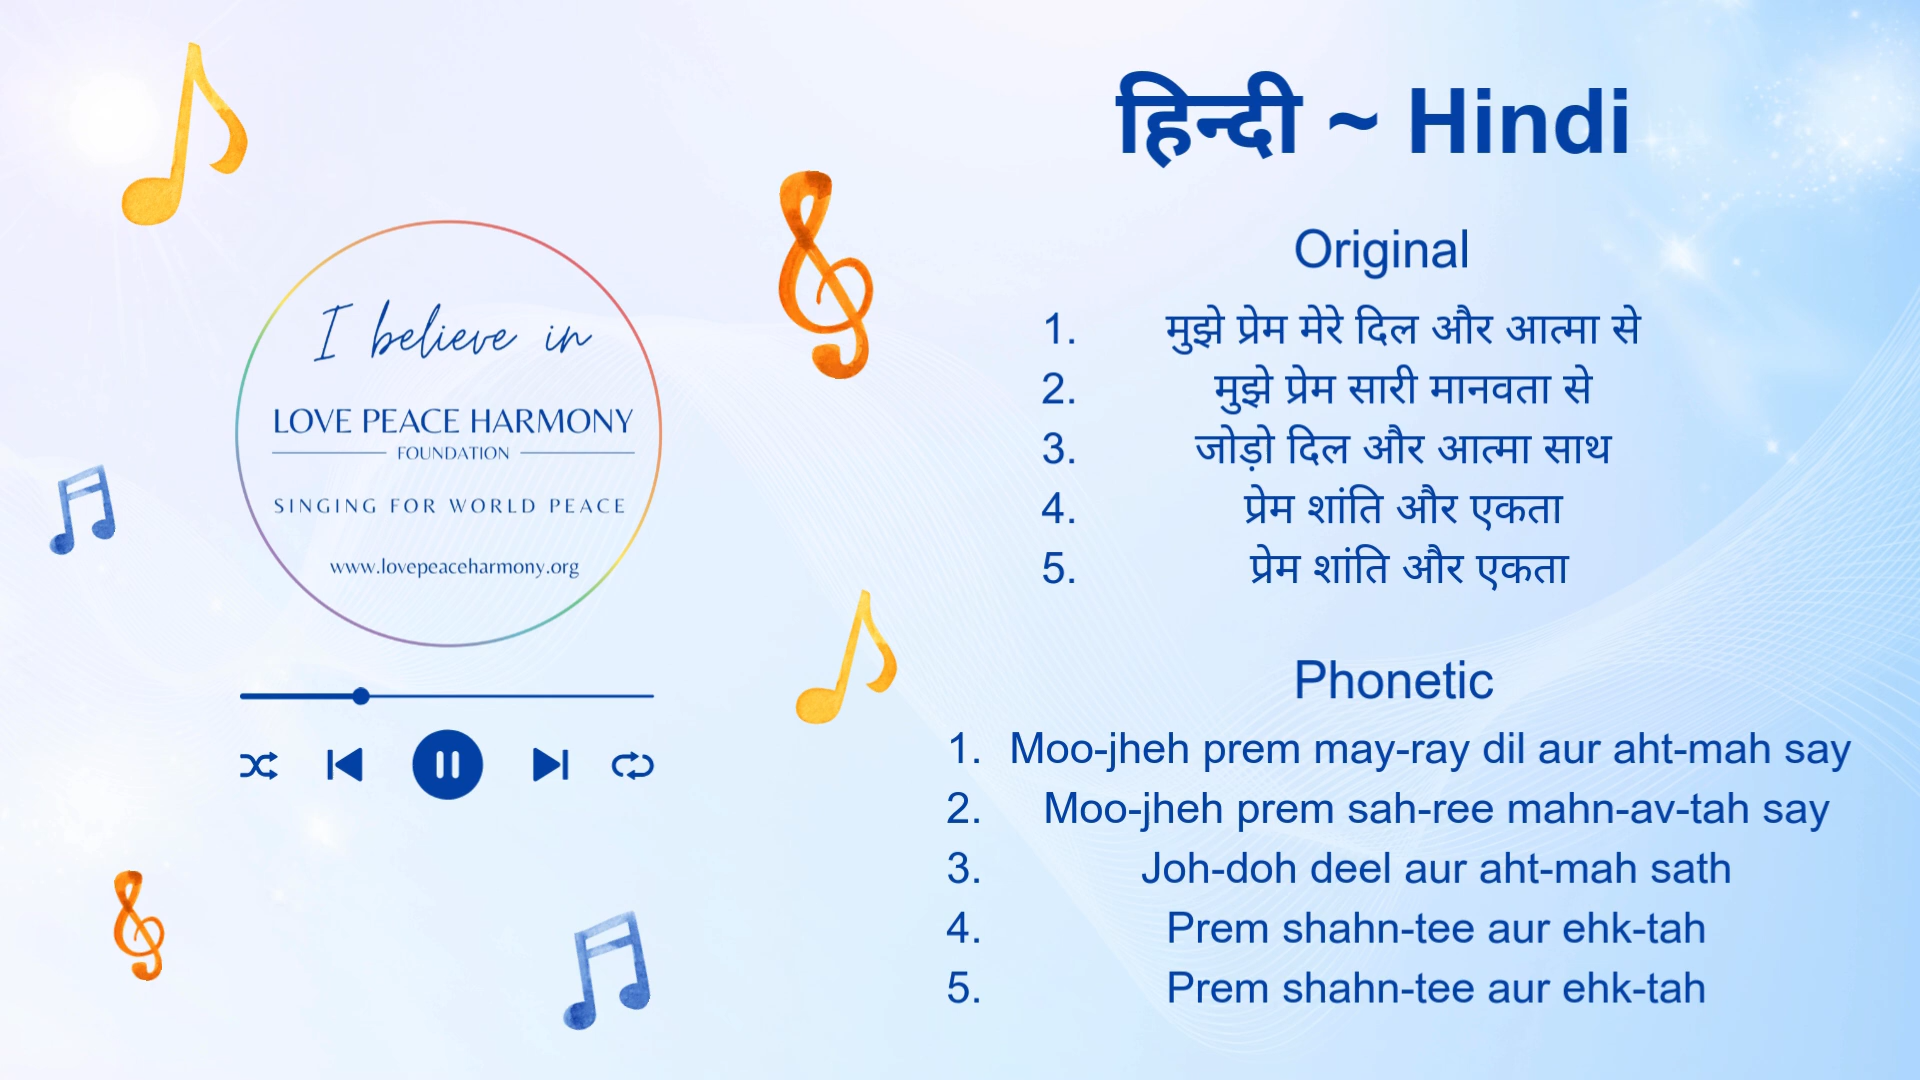 I believe in
LOVE PEACE HARMONY
FOUNDATION
SINGING FOR WORLD PEACE
www.lovepeaceharmony.org
हिन्दी ~ Hindi
Original
1. मुझे प्रेम मेरे दिल और आत्मा से
2. मुझे प्रेम सारी मानवता से
3. जोड़ो दिल और आत्मा साथ
4. प्रेम शांति और एकता
5. प्रेम शांति और एकता
Phonetic
1. Moo-jheh prem may-ray dil aur aht-mah say
2. Moo-jheh prem sah-ree mahn-av-tah say
3. Joh-doh deel aur aht-mah sath
4. Prem shahn-tee aur ehk-tah
5. Prem shahn-tee aur ehk-tah